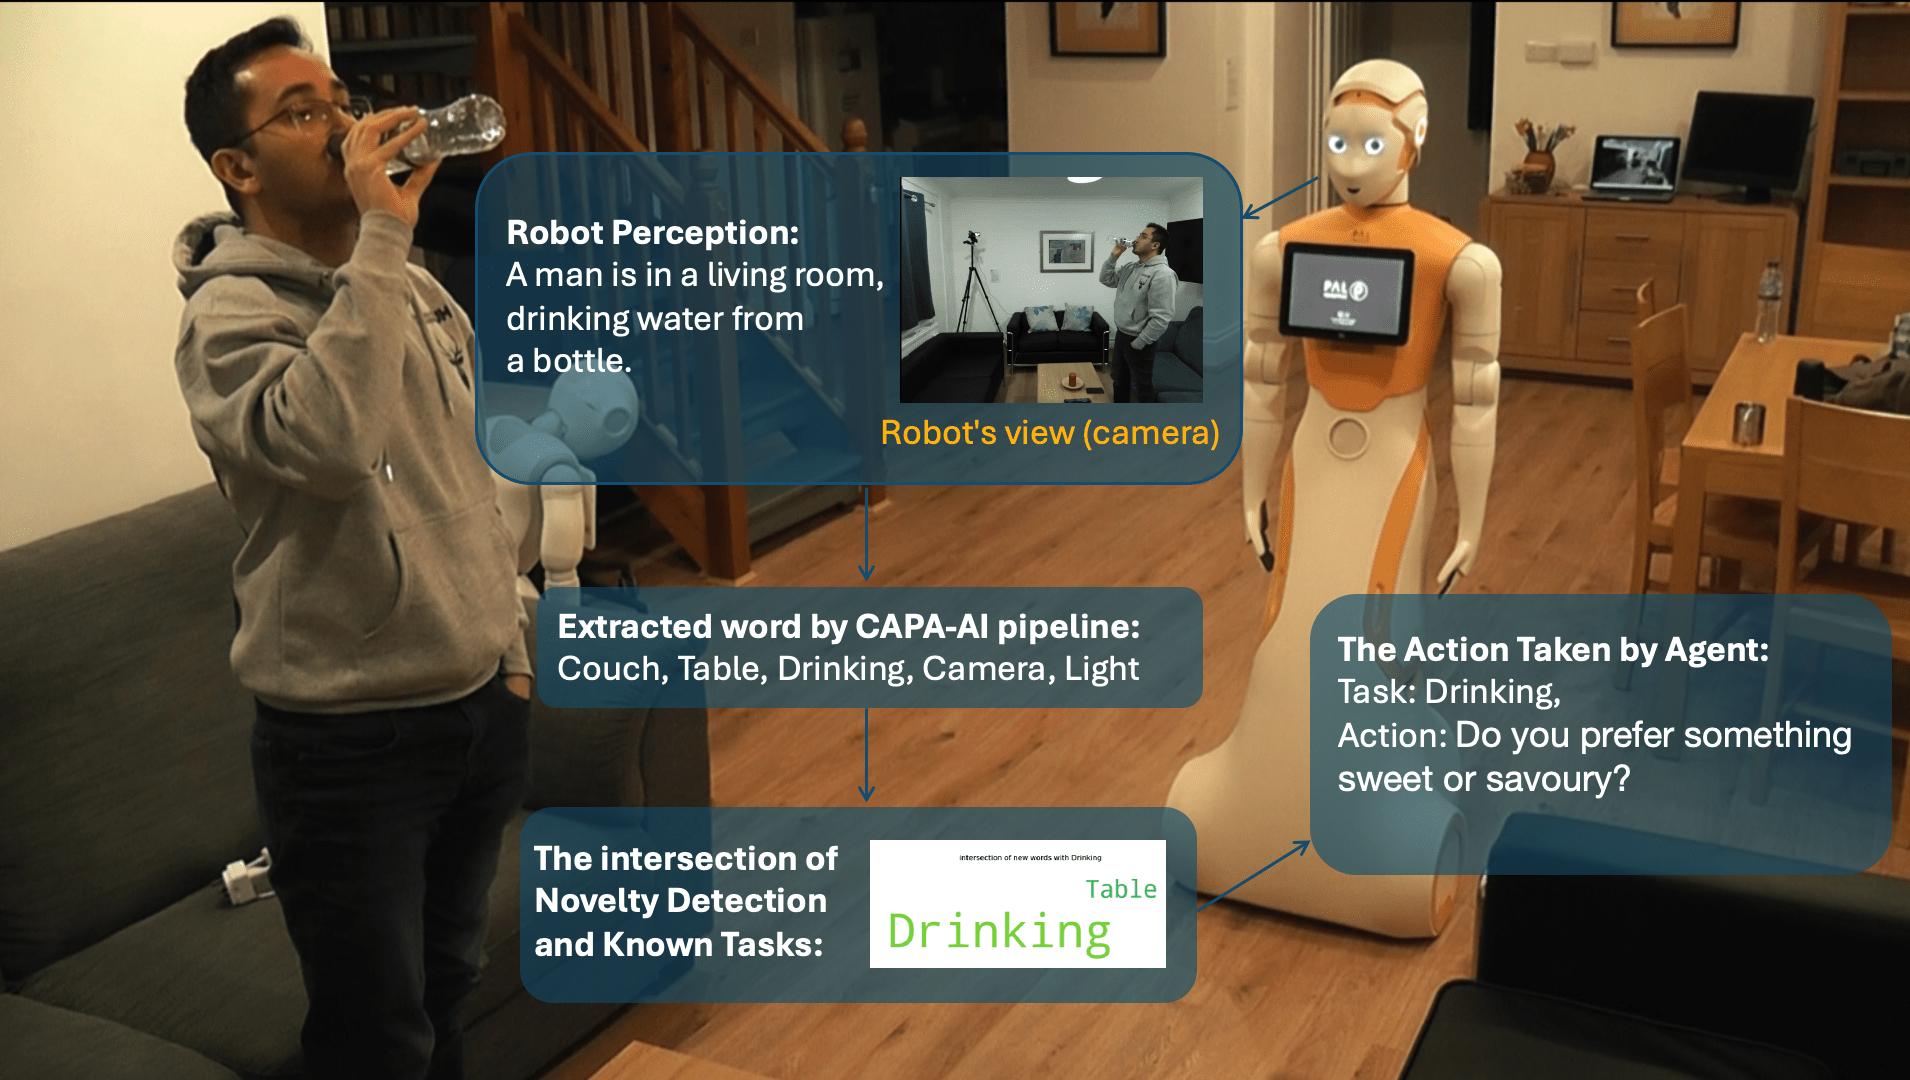 Robot Perception:
A man is in a living room,
drinking water from
a bottle.
Robot's view (camera)
PAL
Extracted word by CAPA-AI pipeline:
Couch, Table, Drinking, Camera, Light
The Action Taken by Agent:
Task: Drinking,
Action: Do you prefer something
sweet or savoury?
The intersection of
Novelty Detection
and Known Tasks:
intersection of new words with Drinking
Table
Drinking